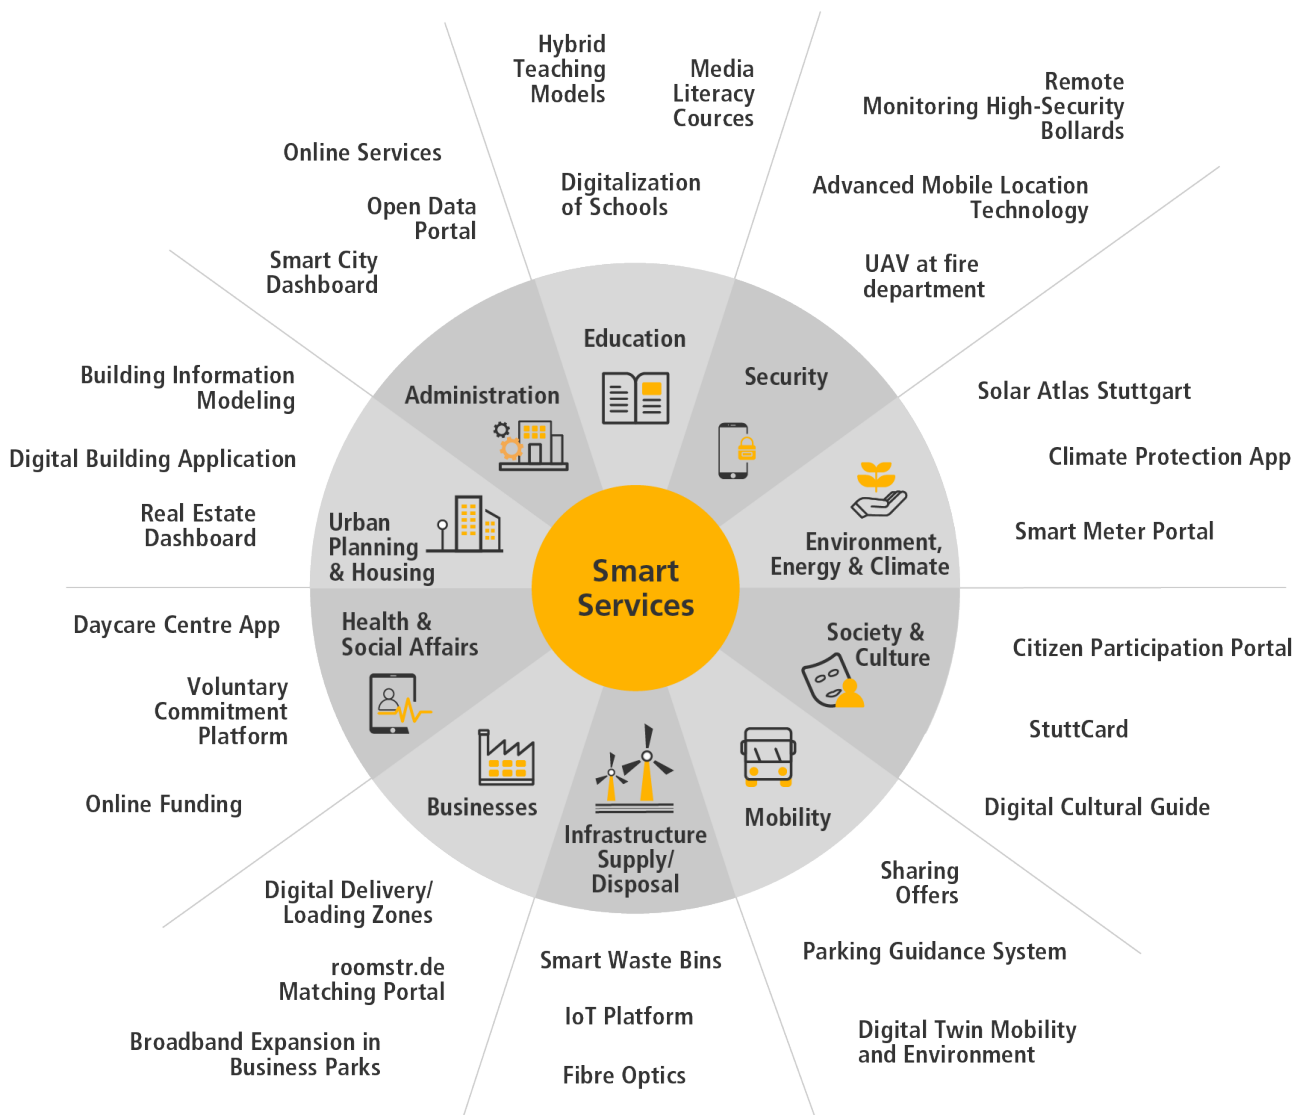 Smart
Services
Education
Hybrid
Teaching
Models
Media
Literacy
Cources
Digitalization
of Schools
Security
Remote
Monitoring High-Security
Bollards
Advanced Mobile Location
Technology
UAV at fire
department
Environment,
Energy & Climate
Solar Atlas Stuttgart
Climate Protection App
Smart Meter Portal
Society &
Culture
Citizen Participation Portal
StuttCard
Digital Cultural Guide
Mobility
Sharing
Offers
Parking Guidance System
Digital Twin Mobility
and Environment
Infrastructure
Supply/
Disposal
Smart Waste Bins
IoT Platform
Fibre Optics
Businesses
Digital Delivery/
Loading Zones
roomstr.de
Matching Portal
Broadband Expansion in
Business Parks
Health &
Social Affairs
Daycare Centre App
Voluntary
Commitment
Platform
Online Funding
Urban
Planning
& Housing
Building Information
Modeling
Digital Building Application
Real Estate
Dashboard
Administration
Online Services
Open Data
Portal
Smart City
Dashboard